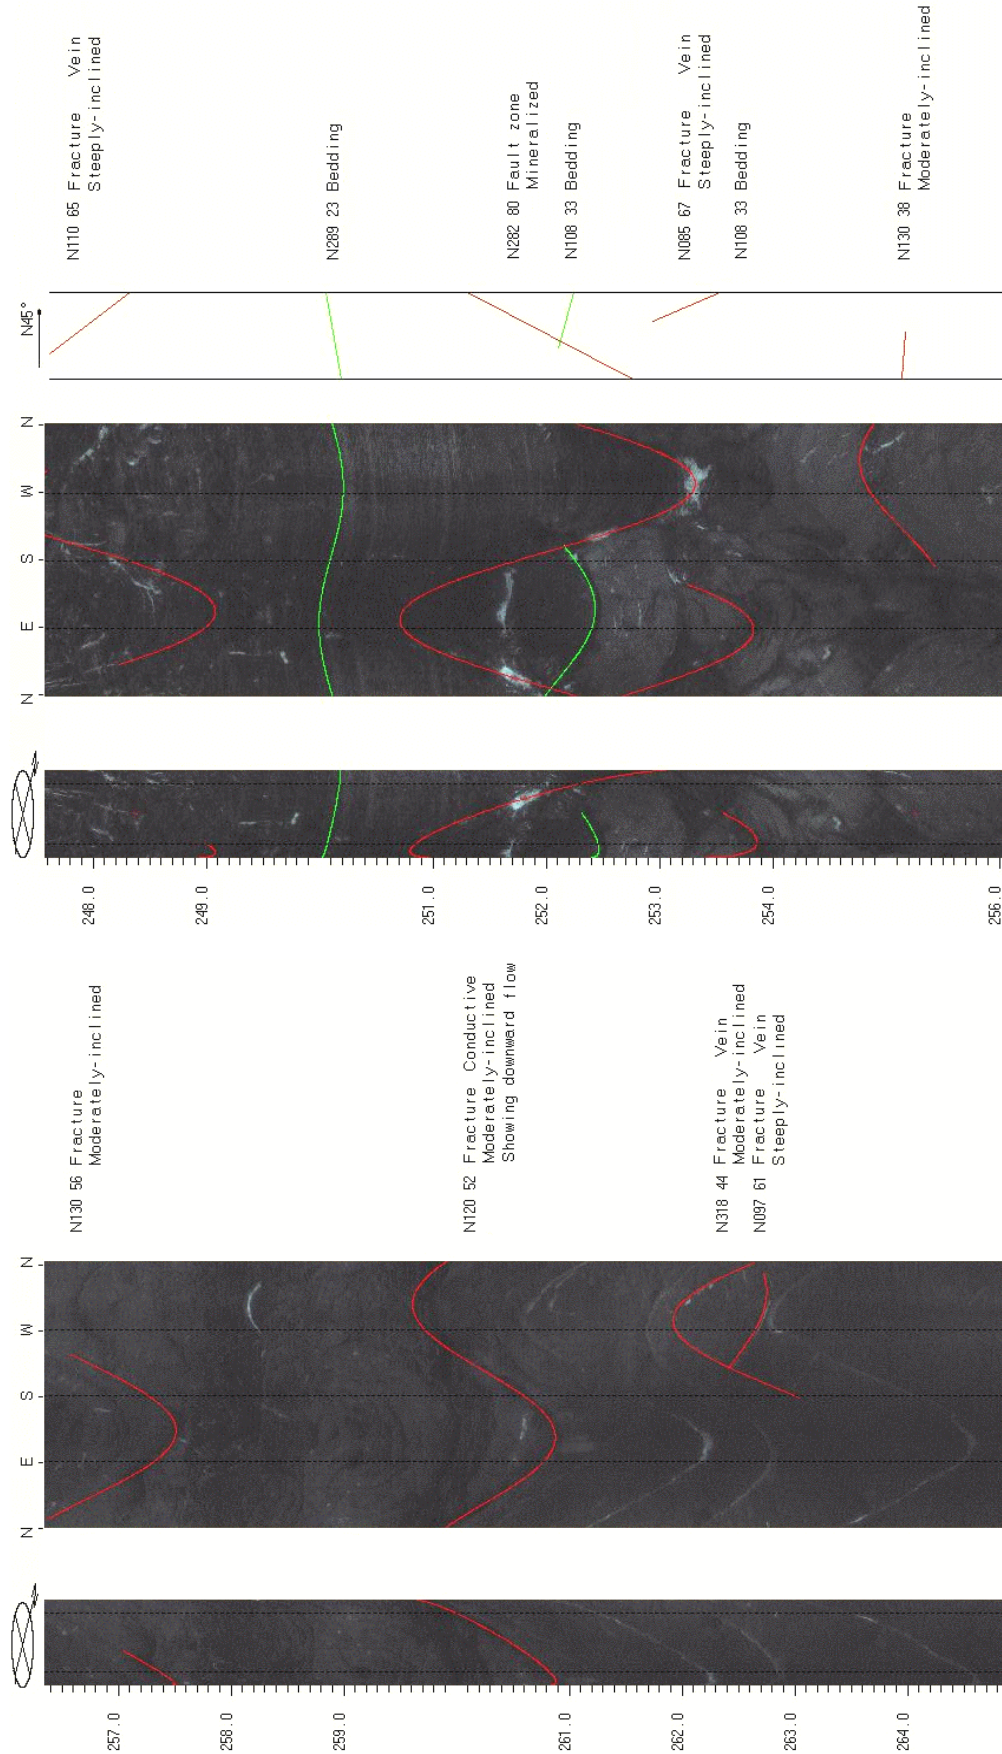 N110 65 Fracture Vein
Steeply-inclined
N289 23 Bedding
N282 80 Fault zone
Mineralized
N108 33 Bedding
N085 67 Fracture Vein
Steeply-inclined
N108 33 Bedding
N130 38 Fracture
Moderately-inclined
N45°
N
W
S
E
N
248.0
249.0
251.0
252.0
253.0
254.0
256.0
N130 56 Fracture
Moderately-inclined
N120 52 Fracture Conductive
Moderately-inclined
Showing downward flow
N318 44 Fracture Vein
Moderately-inclined
N097 61 Fracture Vein
Steeply-inclined
N
W
S
E
N
257.0
258.0
259.0
261.0
262.0
263.0
264.0